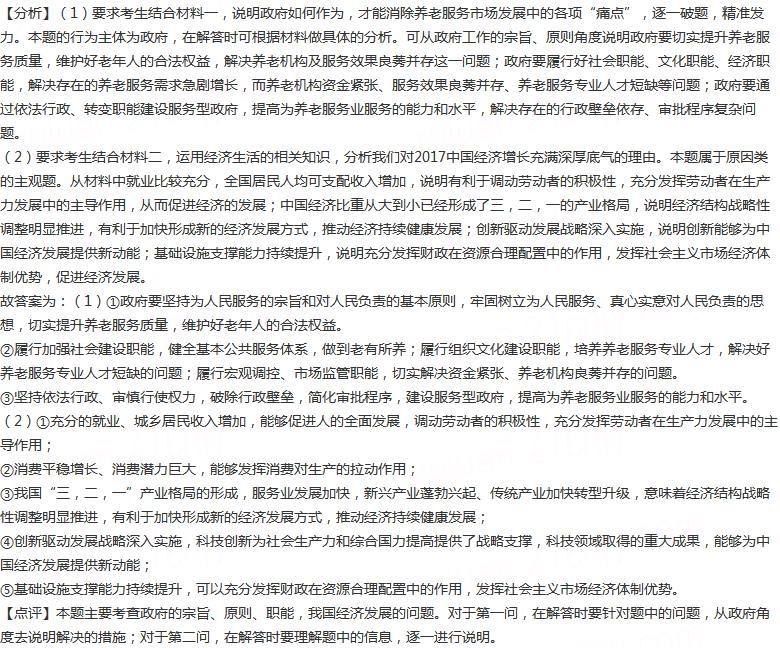 【分析】（1）要求考生结合材料一，说明政府如何作为，才能消除养老服务市场发展中的各项“痛点”，逐一破题，精准发
力。本题的行为主体为政府，在解答时可根据材料做具体的分析。可从政府工作的宗旨、原则角度说明政府要切实提升养老服
务质量，维护好老年人的合法权益，解决养老机构及服务效果良莠并存这一问题；政府要履行好社会职能、文化职能、经济职
能，解决存在的养老服务需求急剧增长，而养老机构资金紧张、服务效果良莠并存、养老服务专业人才短缺等问题；政府要通
过依法行政、转变职能建设服务型政府，提高为养老服务业服务的能力和水平，解决存在的行政壁垒依存、审批程序复杂问
题。
（2）要求考生结合材料二，运用经济生活的相关知识，分析我们对2017中国经济增长充满深厚底气的理由。本题属于原因类
的主观题。从材料中就业比较充分，全国居民人均可支配收入增加，说明有利于调动劳动者的积极性，充分发挥劳动者在生产
力发展中的主导作用，从而促进经济的发展；中国经济比重从大到小已经形成了三，二，一的产业格局，说明经济结构战略性
调整明显推进，有利于加快形成新的经济发展方式，推动经济持续健康发展；创新驱动发展战略深入实施，说明创新能够为中
国经济发展提供新动能；基础设施支撑能力持续提升，说明充分发挥财政在资源合理配置中的作用，发挥社会主义市场经济体
制优势，促进经济发展。
故答案为：（1）①政府要坚持为人民服务的宗旨和对人民负责的基本原则，牢固树立为人民服务、真心实意对人民负责的思
想，切实提升养老服务质量，维护好老年人的合法权益。
②履行加强社会建设职能，健全基本公共服务体系，做到老有所养；履行组织文化建设职能，培养养老服务专业人才，解决好
养老服务专业人才短缺的问题；履行宏观调控、市场监管职能，切实解决资金紧张、养老机构良莠并存的问题。
③坚持依法行政、审慎行使权力，破除行政壁垒，简化审批程序，建设服务型政府，提高为养老服务业服务的能力和水平。
（2）①充分的就业、城乡居民收入增加，能够促进人的全面发展，调动劳动者的积极性，充分发挥劳动者在生产力发展中的主
导作用；
②消费平稳增长、消费潜力巨大，能够发挥消费对生产的拉动作用；
③我国“三，二，一”产业格局的形成，服务业发展加快，新兴产业蓬勃兴起、传统产业加快转型升级，意味着经济结构战略
性调整明显推进，有利于加快形成新的经济发展方式，推动经济持续健康发展；
④创新驱动发展战略深入实施，科技创新为社会生产力和综合国力提高提供了战略支撑，科技领域取得的重大成果，能够为中
国经济发展提供新动能；
⑤基础设施支撑能力持续提升，可以充分发挥财政在资源合理配置中的作用，发挥社会主义市场经济体制优势。
【点评】本题主要考查政府的宗旨、原则、职能，我国经济发展的问题。对于第一问，在解答时要针对题中的问题，从政府角
度去说明解决的措施；对于第二问，在解答时要理解题中的信息，逐一进行说明。